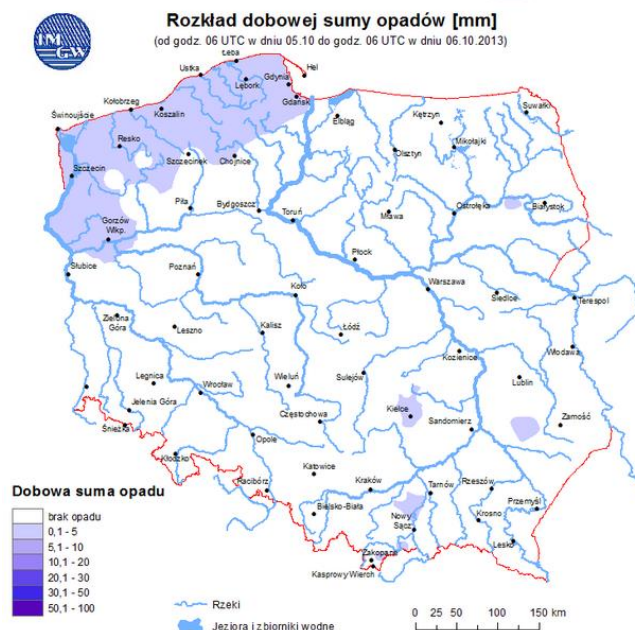 IM
GW
Rozkład dobowej sumy opadów [mm]
(od godz. 06 UTC w dniu 05.10 do godz. 06 UTC w dniu 06.10.2013)
Łeba
Ustka
Hel
Lębork
Gdynia
Gdańsk
Kołobrzeg
Koszalin
Świnoujście
Elbląg
Kętrzyn
Suwałki
Resko
Mikołajki
Szczecinek
Chojnice
Olsztyn
Szczecin
Piła
Bydgoszcz
Toruń
Mława
Ostrołęka
Białystok
Gorzów
Wlkp.
Płock
Słubice
Poznań
Koło
Warszawa
Siedlce
Terespol
Zielona
Góra
Leszno
Kalisz
Łódź
Kozienice
Włodawa
Legnica
Wrocław
Wieluń
Sulejów
Lublin
Jelenia Góra
Kielce
Śnieżka
Częstochowa
Sandomierz
Zamość
Opole
Kłodzko
Katowice
Racibórz
Kraków
Tarnów
Rzeszów
Bielsko-Biała
Przemyśl
Nowy
Sącz
Krosno
Lesko
Zakopane
Kasprowy Wierch
Dobowa suma opadu
brak opadu
0,1 - 5
5,1 - 10
10,1 - 20
20,1 - 30
30,1 - 50
50,1 - 100
Rzeki
Jeziora i zbiorniki wodne
0 25 50 100 150 km